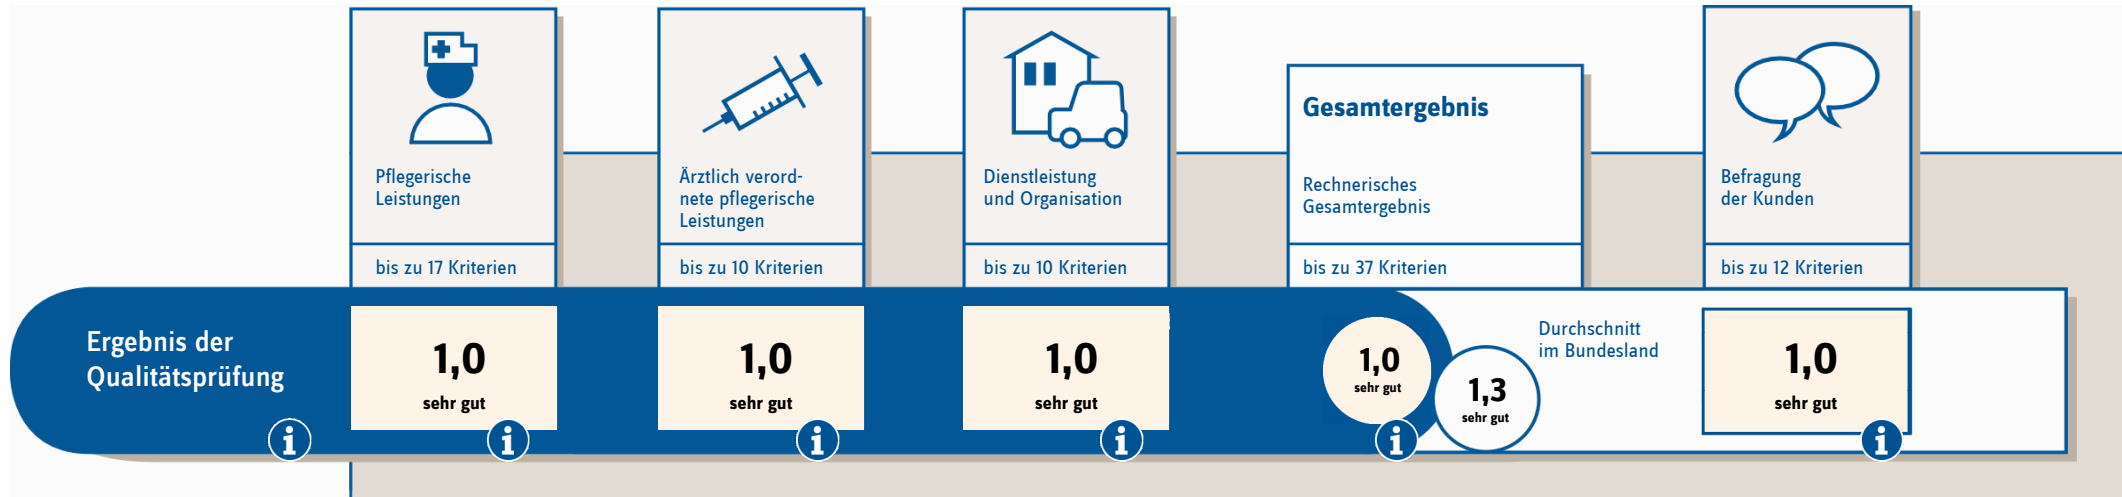 Pflegerische
Leistungen
bis zu 17 Kriterien
Ärztlich verord-
nete pflegerische
Leistungen
bis zu 10 Kriterien
Dienstleistung
und Organisation
bis zu 10 Kriterien
Gesamtergebnis
Rechnerisches
Gesamtergebnis
bis zu 37 Kriterien
Befragung
der Kunden
bis zu 12 Kriterien
Ergebnis der
Qualitätsprüfung
i
1,0
sehr gut
i
1,0
sehr gut
i
1,0
sehr gut
i
1,0
sehr gut
i
1,3
sehr gut
Durchschnitt
im Bundesland
1,0
sehr gut
i